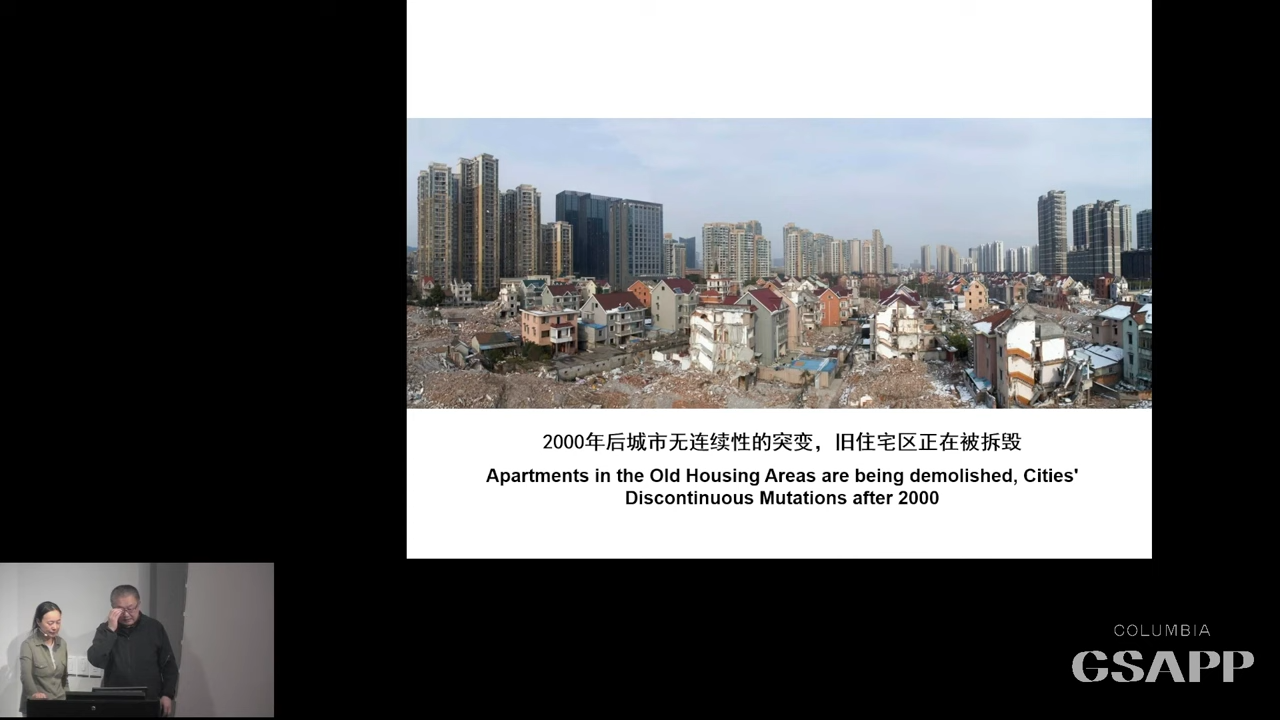 2000年后城市无连续性的突变，旧住宅区正在被拆毁
Apartments in the Old Housing Areas are being demolished, Cities'
Discontinuous Mutations after 2000
COLUMBIA
GSAPP